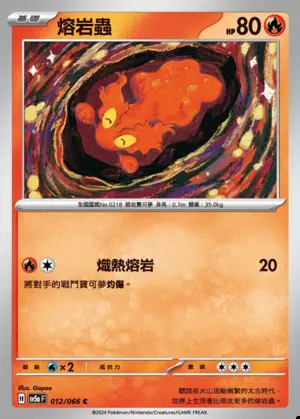 基礎
熔岩蟲
HP 80
全國圖鑑No.0218 熔岩寶可夢 身高：0.7m 體重：35.0kg
熾熱熔岩 20
將對手的戰鬥寶可夢灼傷。
弱點 ×2 抵抗力 撤退
Illus. Gapao
H sv5a F 012/066 C
©2024 Pokémon/Nintendo/Creatures/GAME FREAK.